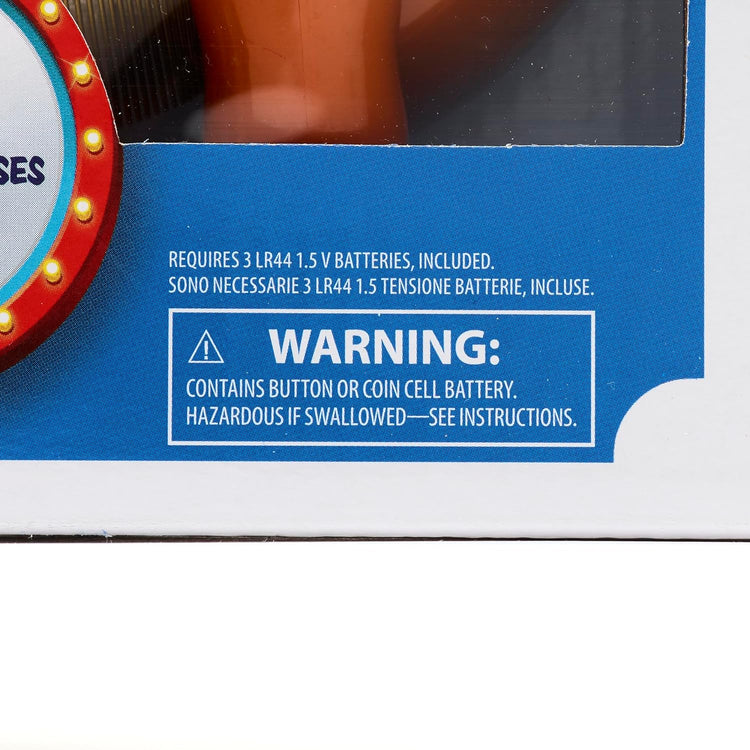 REQUIRES 3 LR44 1.5 V BATTERIES, INCLUDED.
SONO NECESSARIE 3 LR44 1.5 TENSIONE BATTERIE, INCLUSE.
WARNING:
CONTAINS BUTTON OR COIN CELL BATTERY.
HAZARDOUS IF SWALLOWED—SEE INSTRUCTIONS.